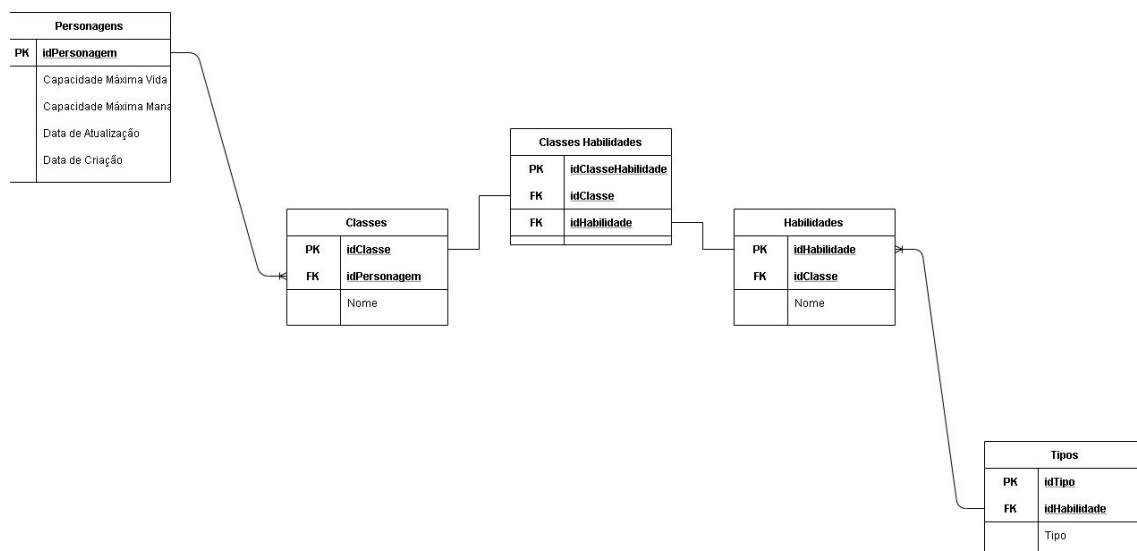 Personagens
PK idPersonagem
Capacidade Máxima Vida
Capacidade Máxima Mana
Data de Atualização
Data de Criação
Classes Habilidades
PK idClasseHabilidade
FK idClasse
FK idHabilidade
Classes
PK idClasse
FK idPersonagem
Nome
Habilidades
PK idHabilidade
FK idClasse
Nome
Tipos
PK idTipo
FK idHabilidade
Tipo